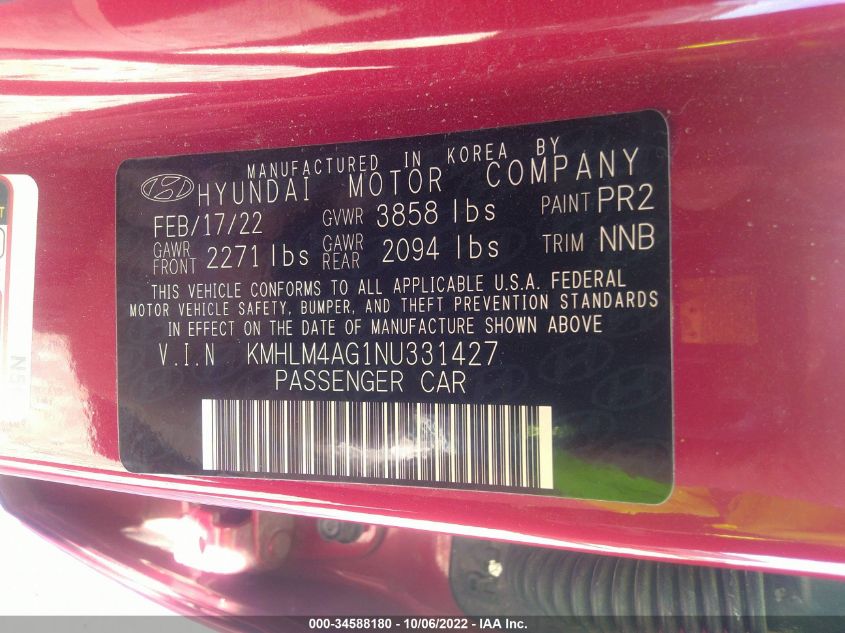 MANUFACTURED IN KOREA BY
HYUNDAI MOTOR COMPANY
FEB/17/22 GVWR 3858 lbs PAINT PR2
GAWR FRONT 2271 lbs GAWR REAR 2094 lbs TRIM NNB
THIS VEHICLE CONFORMS TO ALL APPLICABLE U.S.A. FEDERAL
MOTOR VEHICLE SAFETY, BUMPER, AND THEFT PREVENTION STANDARDS
IN EFFECT ON THE DATE OF MANUFACTURE SHOWN ABOVE
V.I.N KMHLM4AG1NU331427
PASSENGER CAR
000-34588180 - 10/06/2022 - IAA Inc.